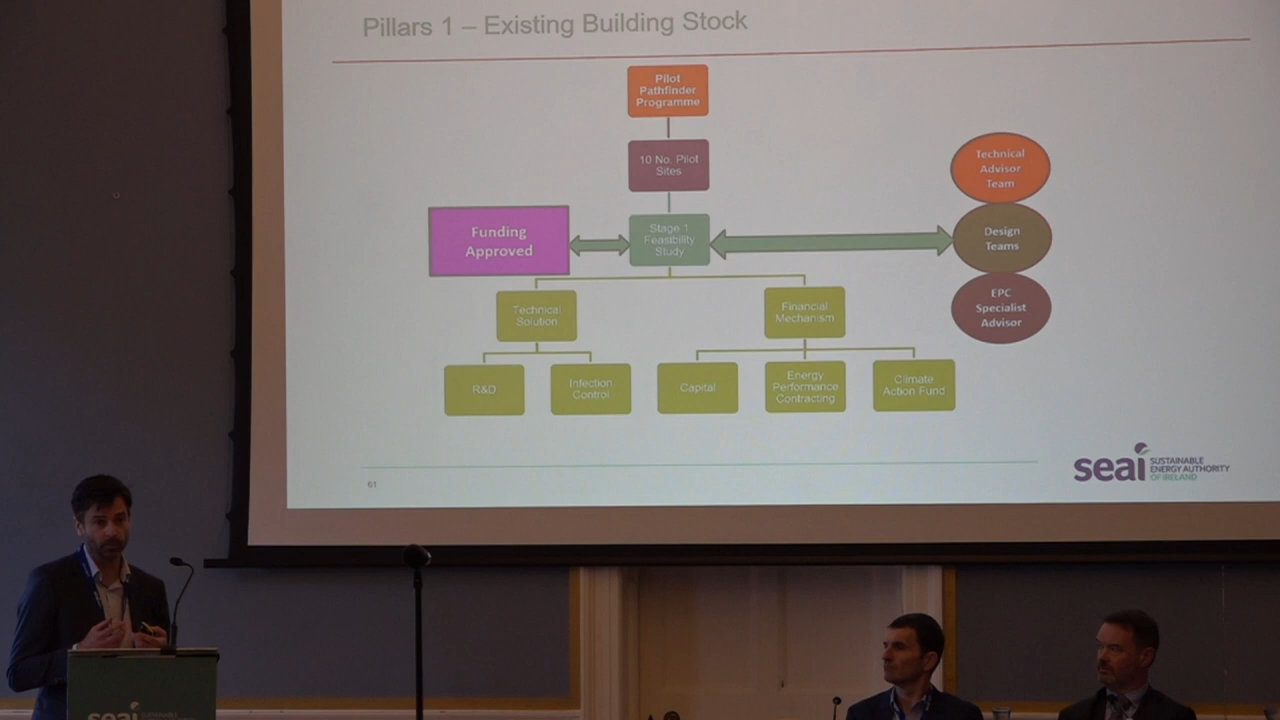 Pillars 1 – Existing Building Stock
Pilot
Pathfinder
Programme
10 No. Pilot
Sites
Technical
Advisor
Team
Funding
Approved
Stage 1
Feasibility
Study
Design
Teams
EPC
Specialist
Advisor
Technical
Solution
Financial
Mechanism
R&D
Infection
Control
Capital
Energy
Performance
Contracting
Climate
Action Fund
61
seai
SUSTAINABLE
ENERGY AUTHORITY
OF IRELAND
seai
SUSTAINABLE